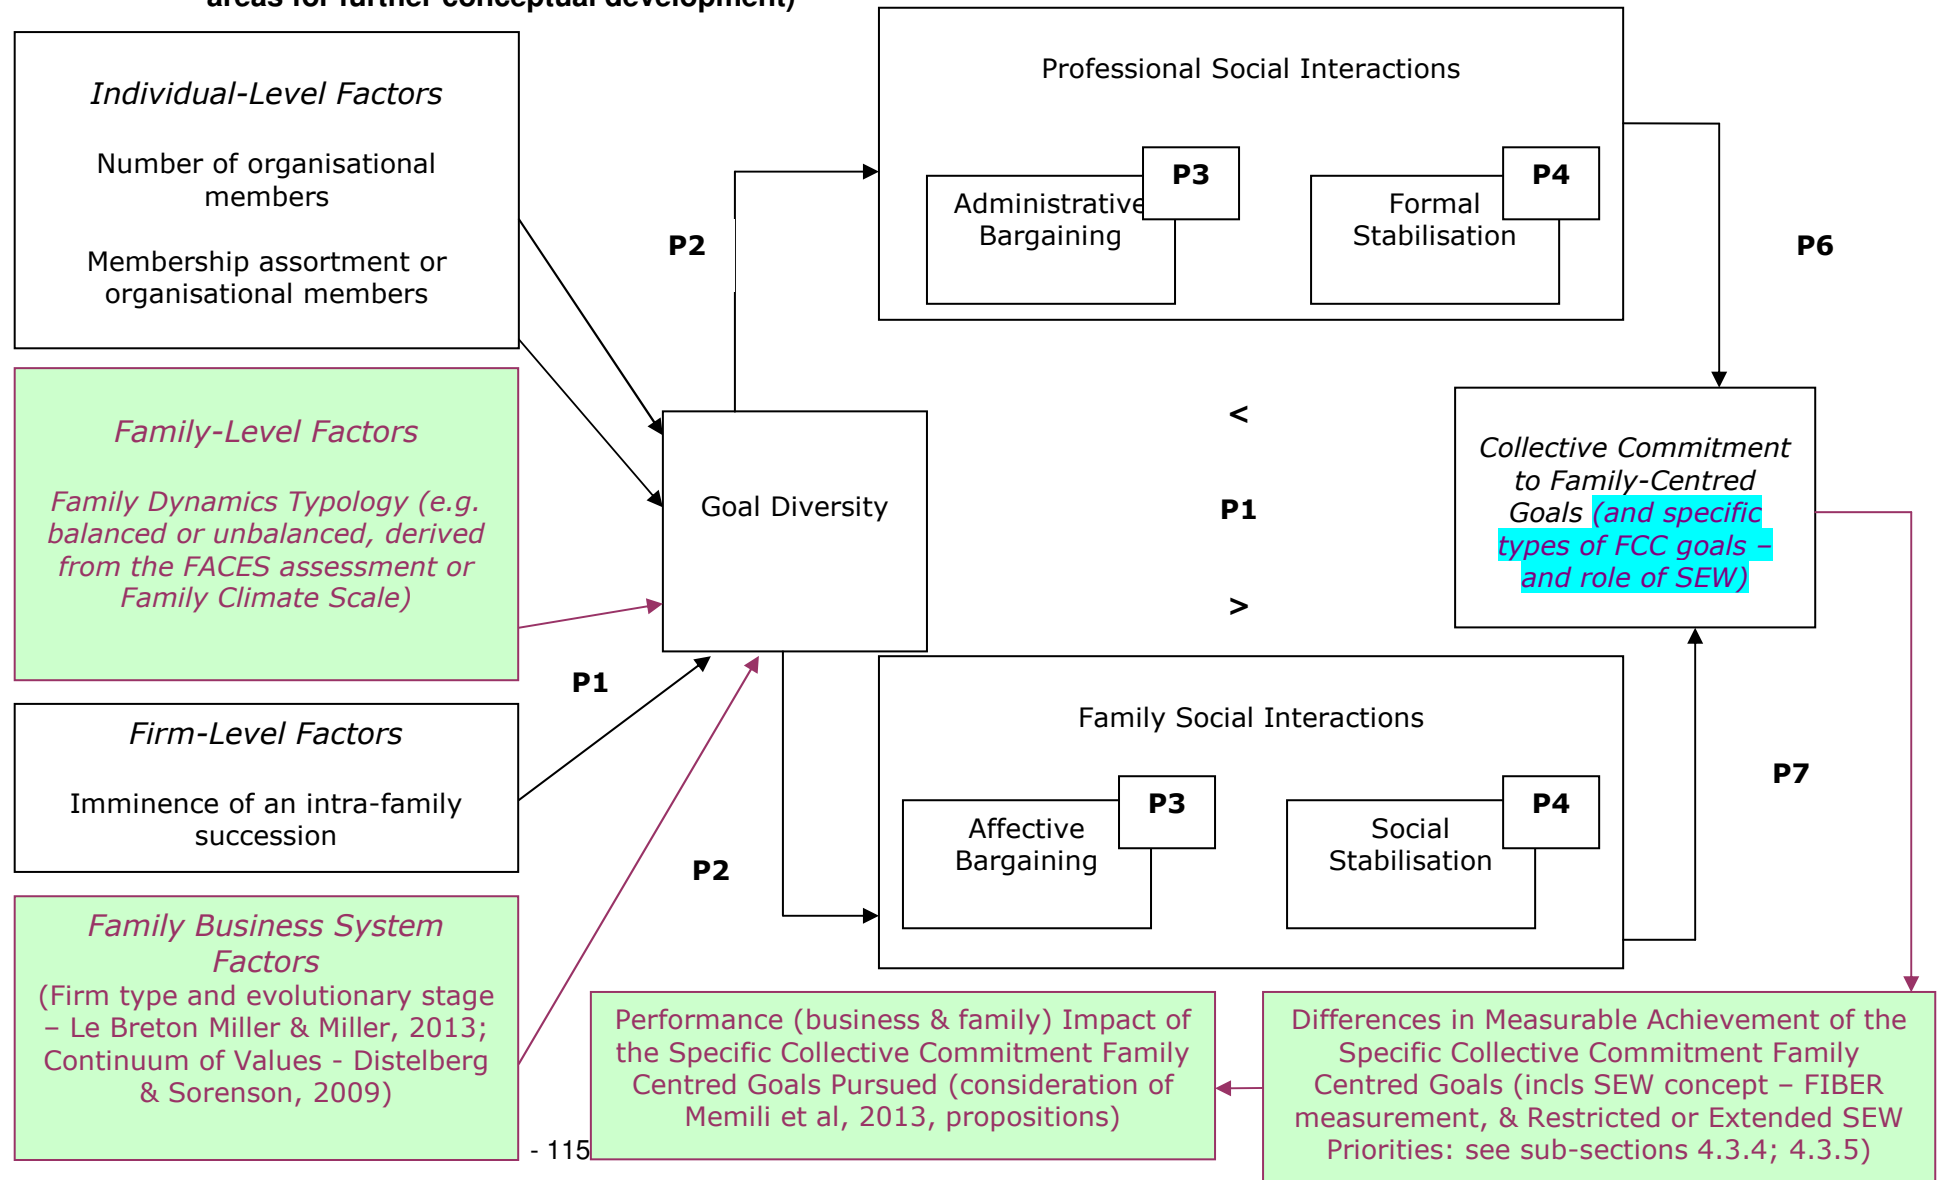 areas for further conceptual development)
Individual-Level Factors
Number of organisational
members
Membership assortment or
organisational members
Family-Level Factors
Family Dynamics Typology (e.g.
balanced or unbalanced, derived
from the FACES assessment or
Family Climate Scale)
P1
Firm-Level Factors
Imminence of an intra-family
succession
Family Business System
Factors
(Firm type and evolutionary stage
– Le Breton Miller & Miller, 2013;
Continuum of Values - Distelberg
& Sorenson, 2009)
P2
Goal Diversity
P2
Professional Social Interactions
P3
Administrative
Bargaining
P4
Formal
Stabilisation
P6
<
P1
>
Collective Commitment
to Family-Centred
Goals (and specific
types of FCC goals –
and role of SEW)
Family Social Interactions
P3
Affective
Bargaining
P4
Social
Stabilisation
P7
Performance (business & family) Impact of
the Specific Collective Commitment Family
Centred Goals Pursued (consideration of
Memili et al, 2013, propositions)
Differences in Measurable Achievement of the
Specific Collective Commitment Family
Centred Goals (incls SEW concept – FIBER
measurement, & Restricted or Extended SEW
Priorities: see sub-sections 4.3.4; 4.3.5)
- 115